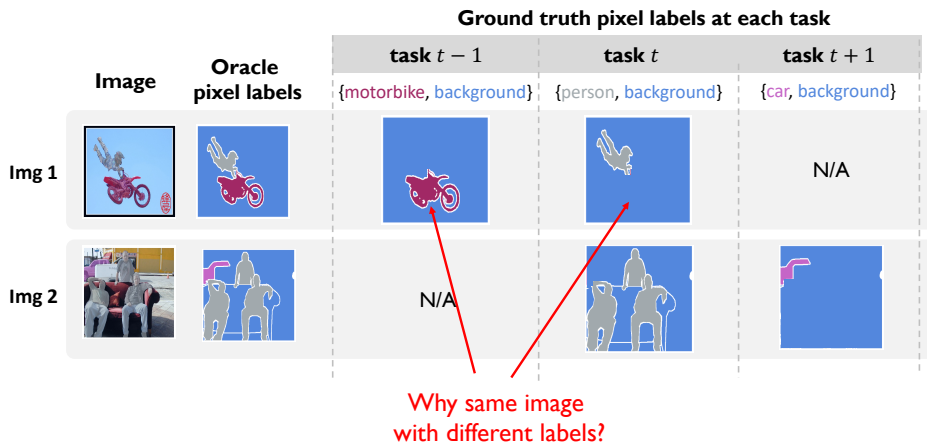 Ground truth pixel labels at each task
task t − 1
task t
task t + 1
Image
Oracle
pixel labels
{motorbike, background}
{person, background}
{car, background}
Img 1
N/A
Img 2
N/A
Why same image
with different labels?